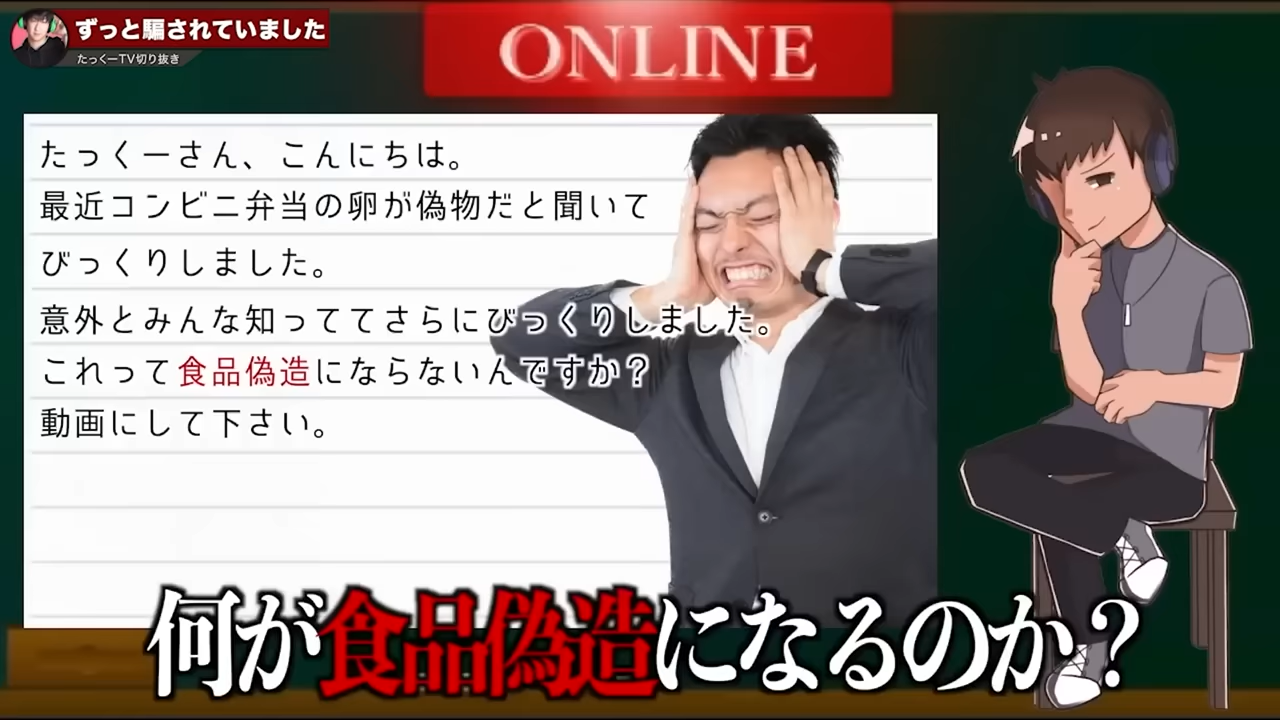 ずっと騙されていました
たっくーTV切り抜き
ONLINE
たっくーさん、こんにちは。
最近コンビニ弁当の卵が偽物だと聞いて
びっくりしました。
意外とみんな知っててさらにびっくりしました。
これって食品偽造にならないんですか？
動画にして下さい。
何が食品偽造になるのか？